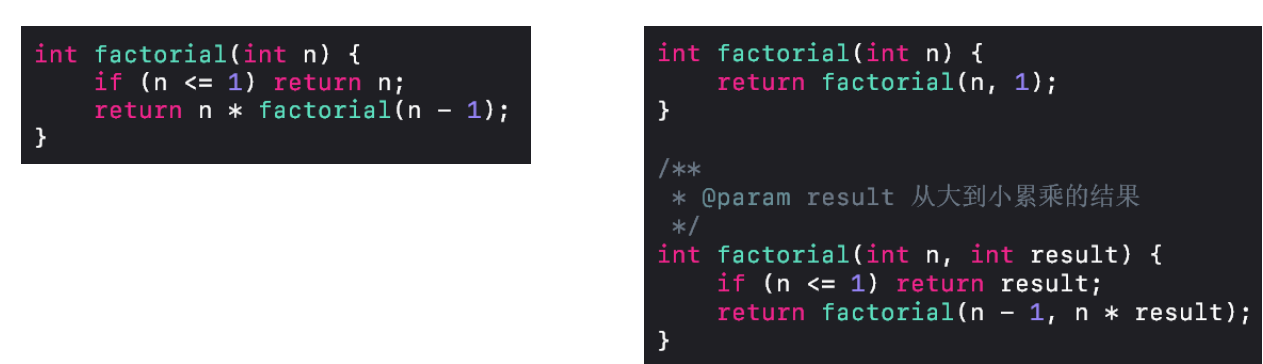 int factorial(int n) {
    if (n <= 1) return n;
    return n * factorial(n - 1);
}
int factorial(int n) {
    return factorial(n, 1);
}
/**
 * @param result 从大到小累乘的结果
 */
int factorial(int n, int result) {
    if (n <= 1) return result;
    return factorial(n - 1, n * result);
}